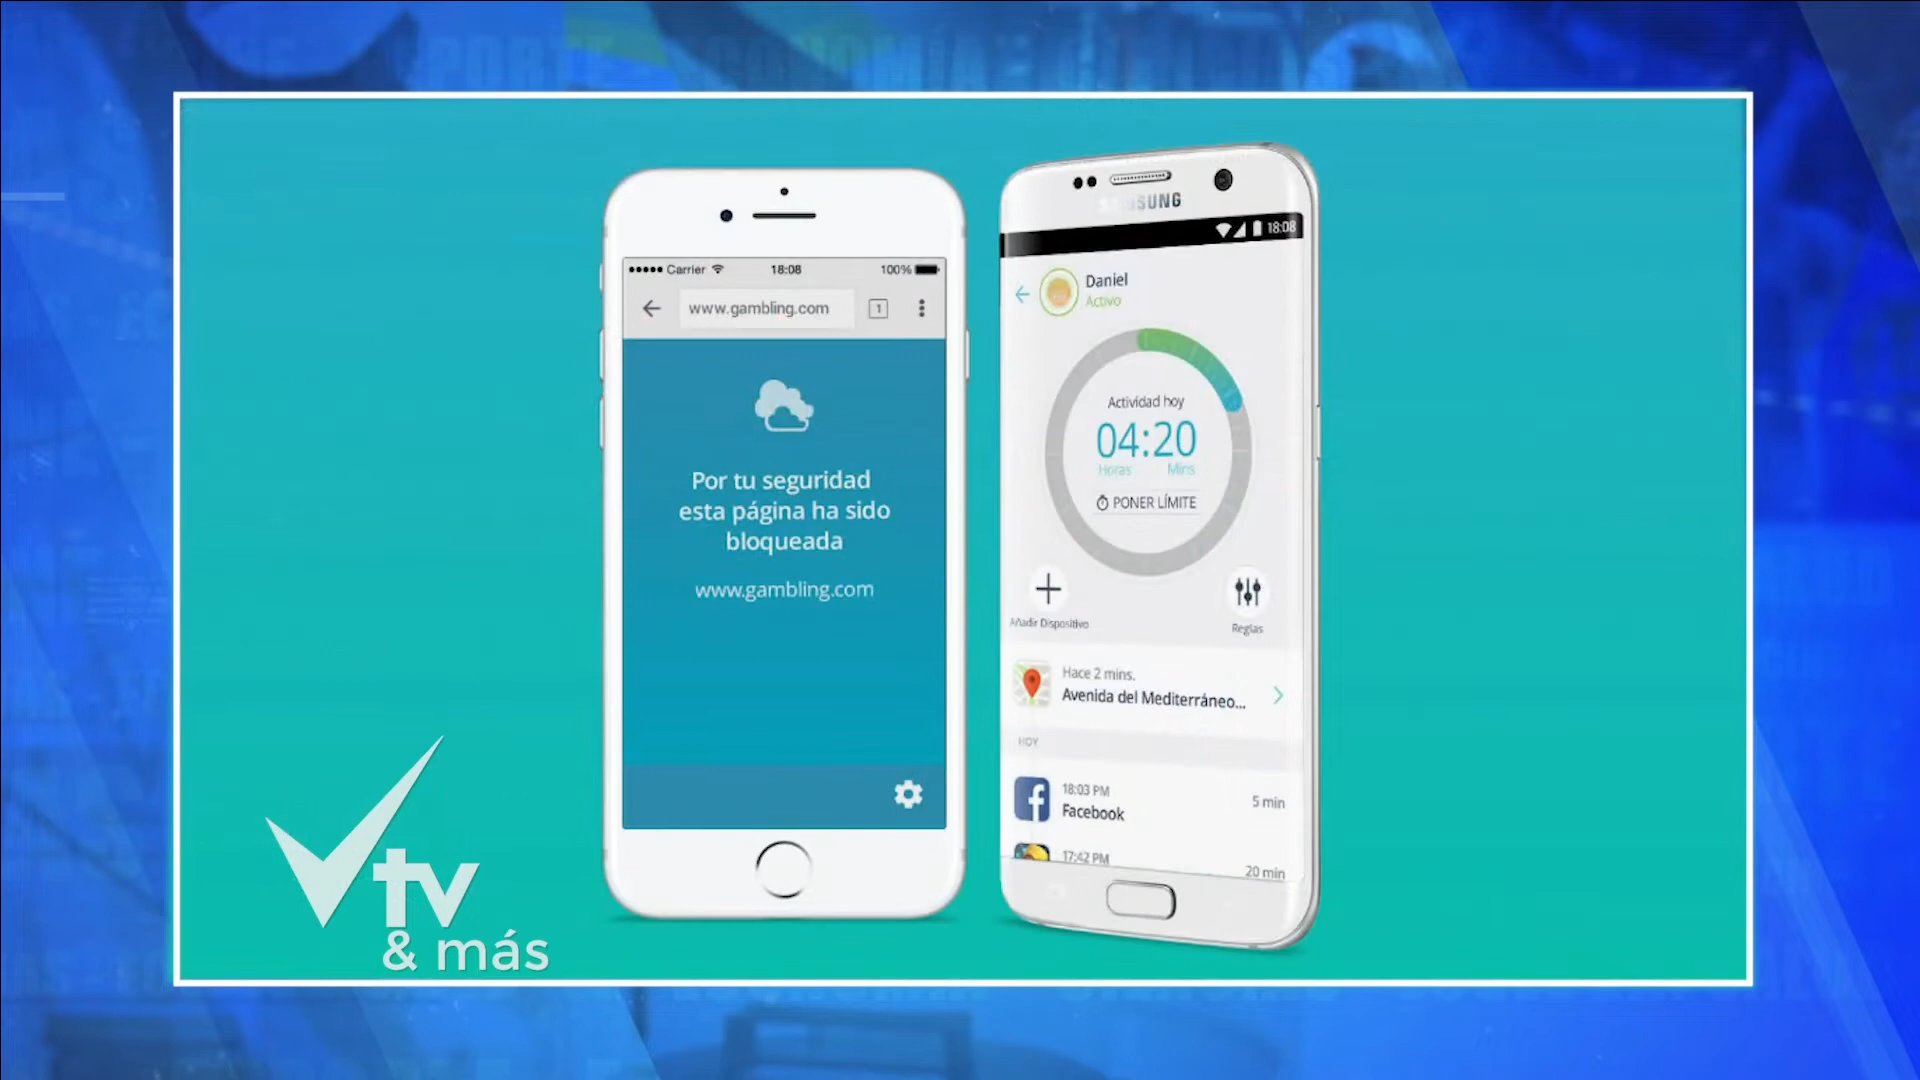 Carrier
18:08
100%
www.gambling.com
1
Por tu seguridad
esta página ha sido
bloqueada
www.gambling.com
SAMSUNG
18:08
Daniel
Activo
Actividad hoy
04:20
Horas Mins
PONER LÍMITE
Añadir Dispositivo
Reglas
Hace 2 mins.
Avenida del Mediterráneo...
HOY
18:03 PM
Facebook
5 min
17:42 PM
20 min
tv
& más